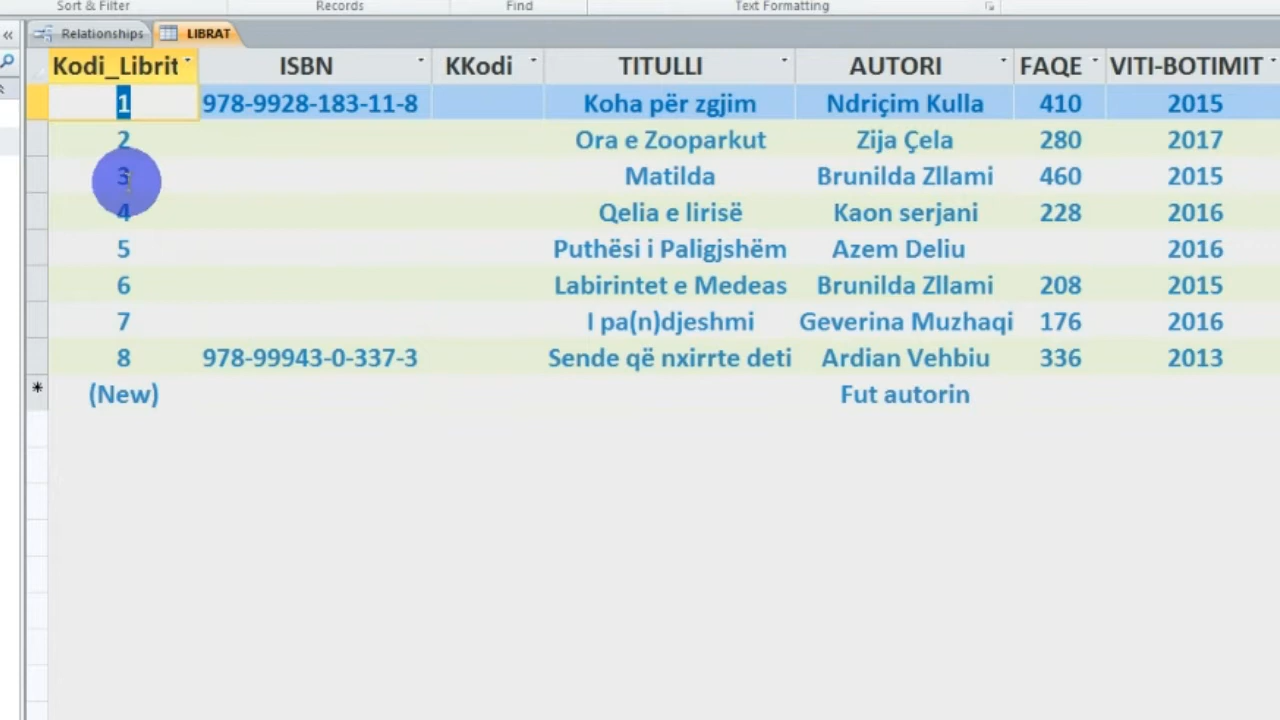 Sort & Filter Records Find Text Formatting
Relationships LIBRAT
Kodi_Librit ISBN KKodi TITULLI AUTORI FAQE VITI-BOTIMIT
1 978-9928-183-11-8 Koha për zgjim Ndriçim Kulla 410 2015
2 Ora e Zooparkut Zija Çela 280 2017
3 Matilda Brunilda Zllami 460 2015
4 Qelia e lirisë Kaon serjani 228 2016
5 Puthësi i Paligjshëm Azem Deliu 2016
6 Labirintet e Medeas Brunilda Zllami 208 2015
7 I pa(n)djeshmi Geverina Muzhaqi 176 2016
8 978-99943-0-337-3 Sende që nxirrte deti Ardian Vehbiu 336 2013
(New) Fut autorin